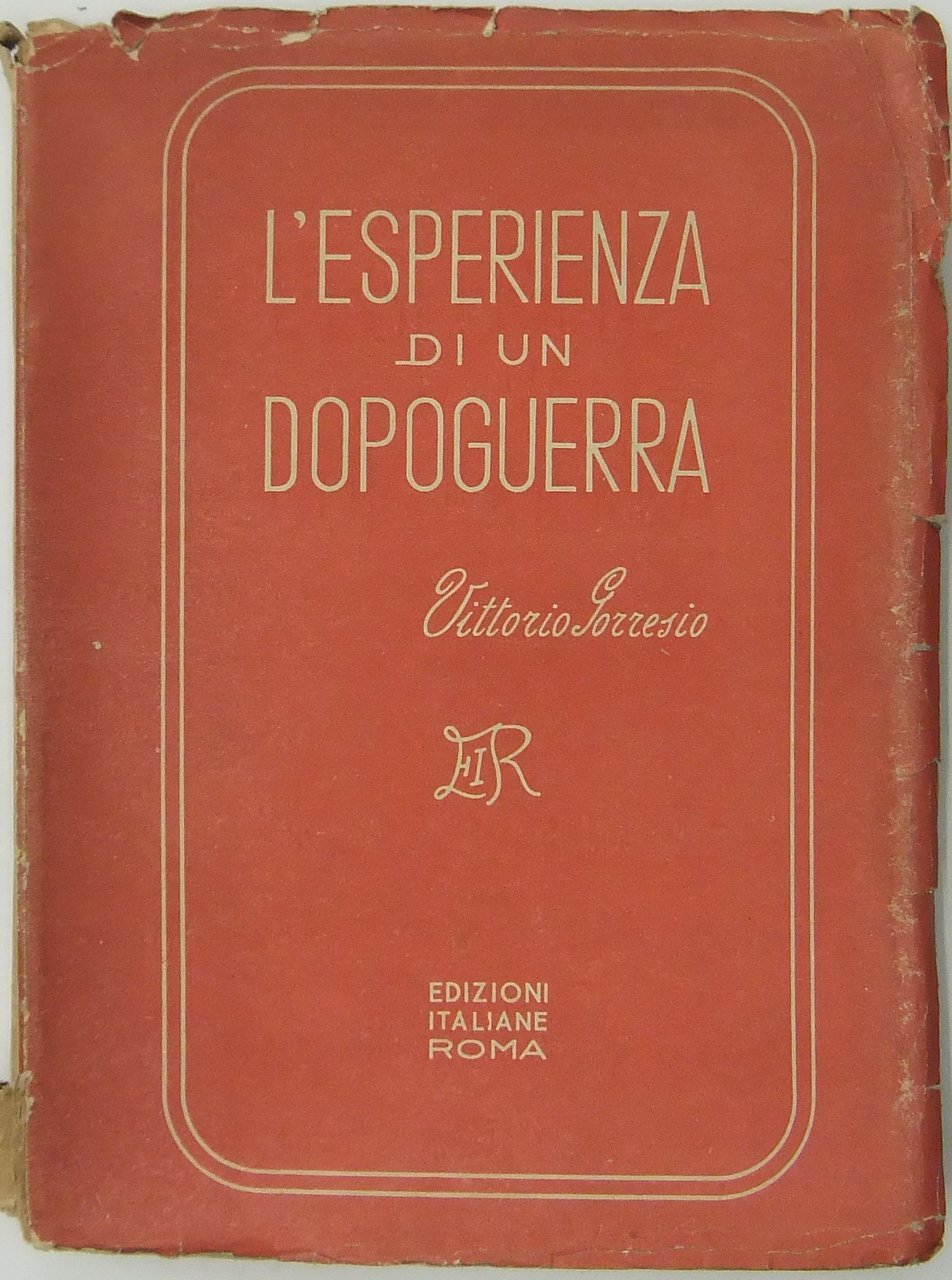 L'ESPERIENZA
DI UN
DOPOGUERRA
Vittorio Gorresio
EIR
EDIZIONI
ITALIANE
ROMA